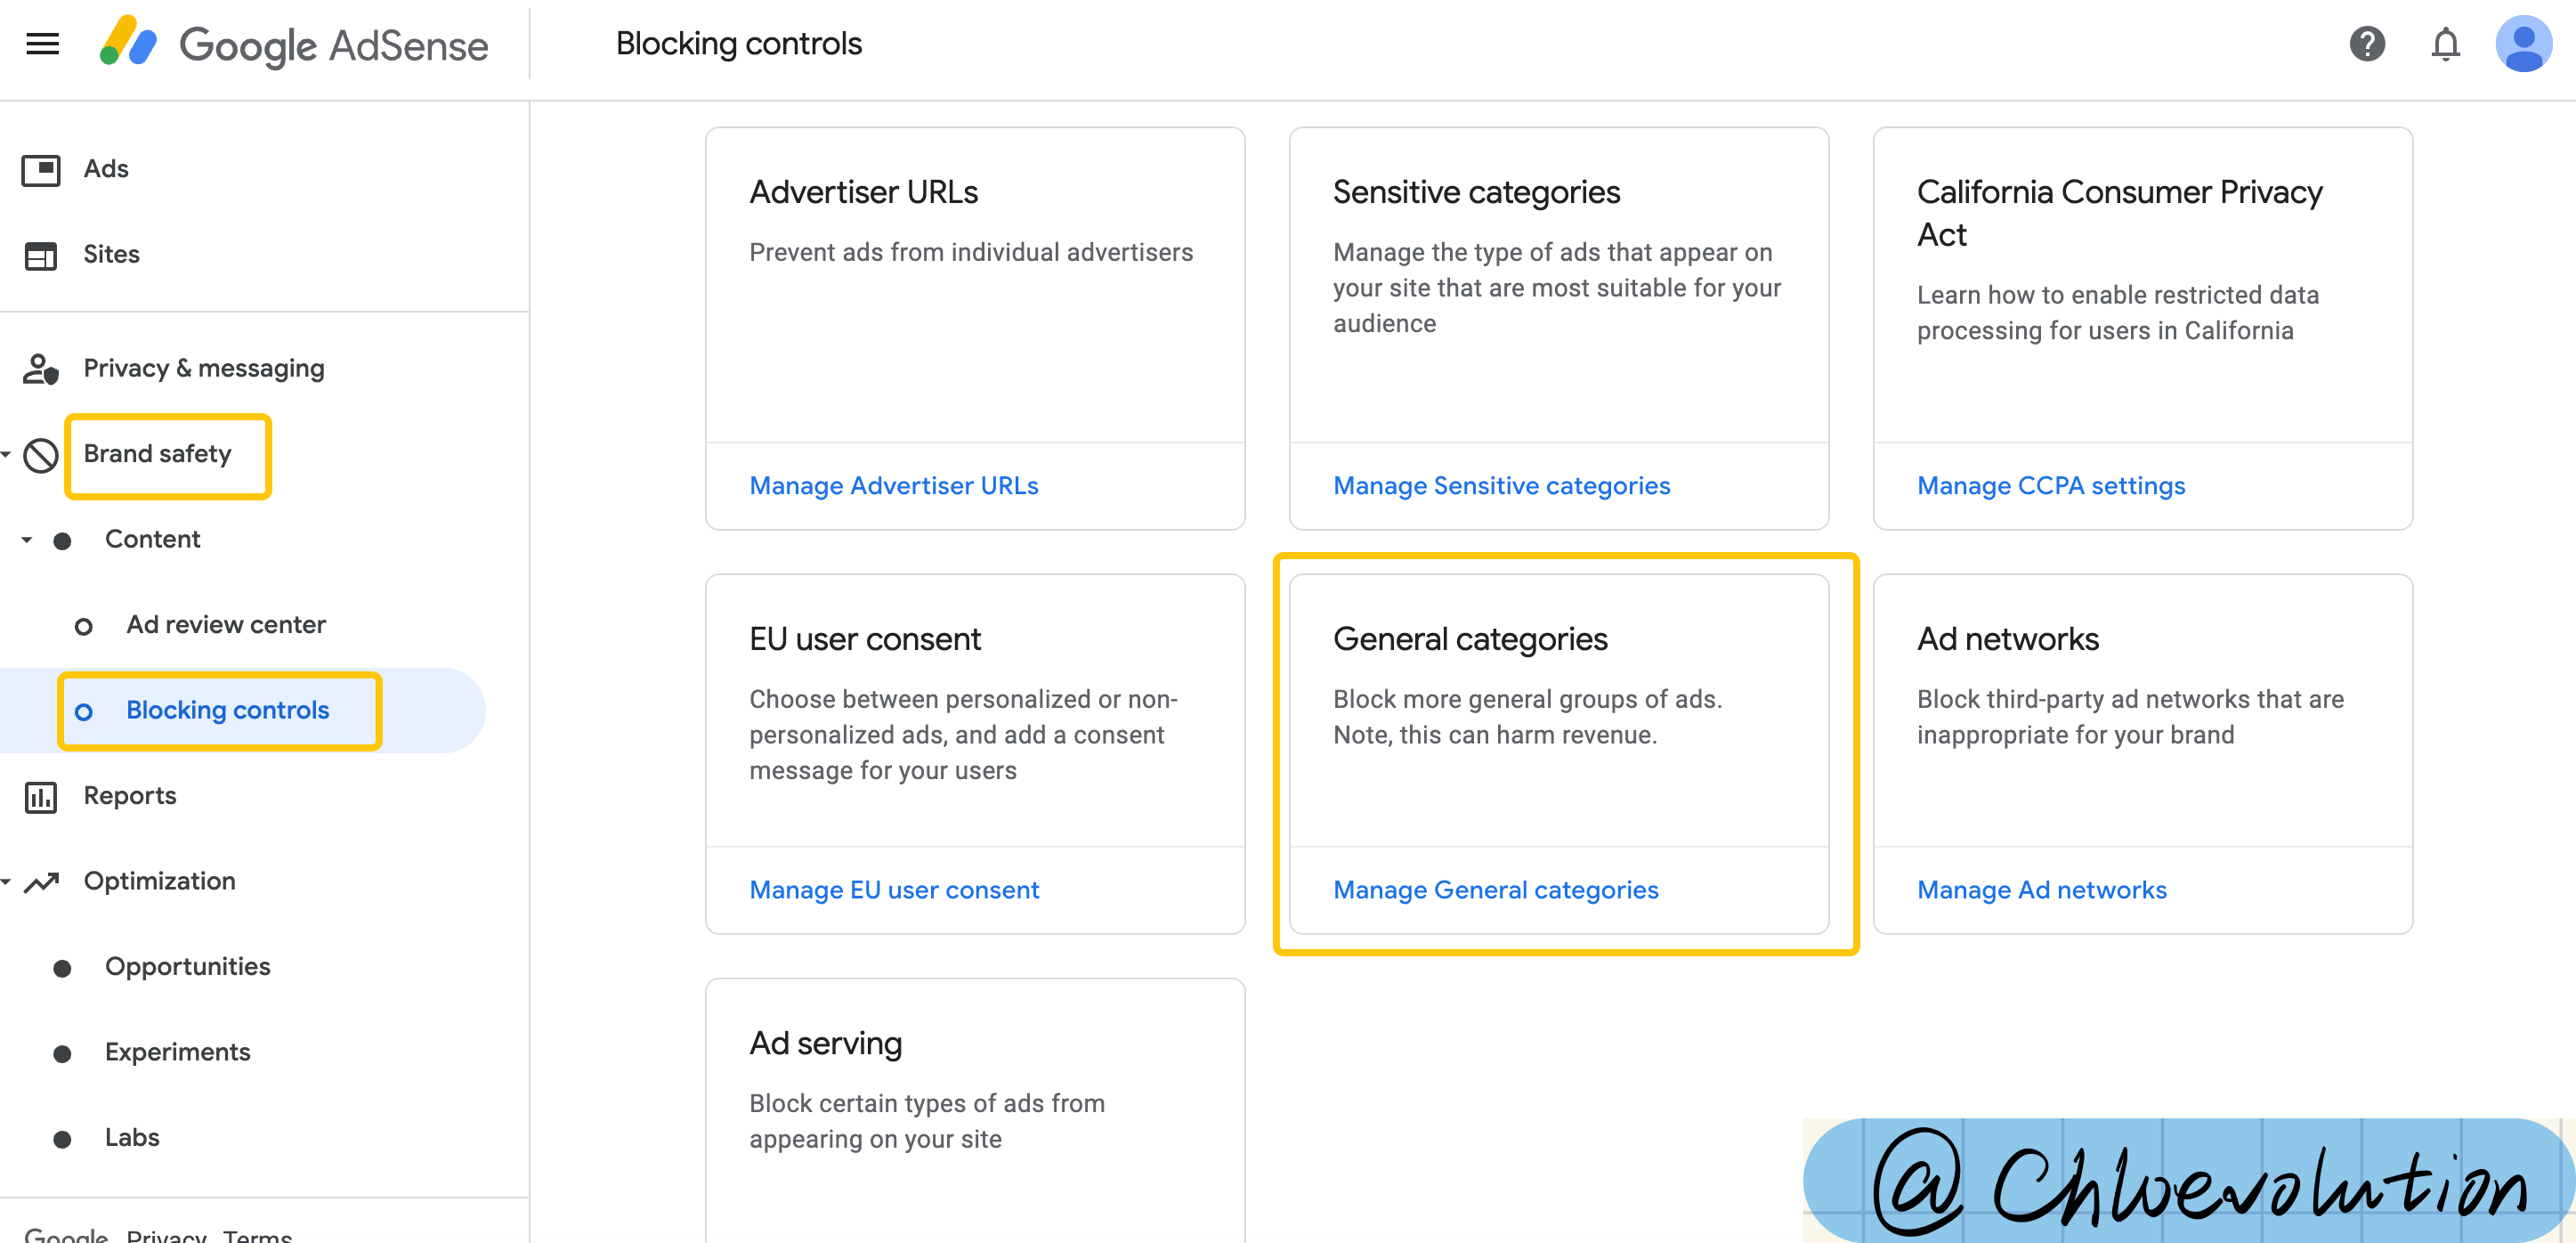 Google AdSense
Blocking controls
Ads
Sites
Privacy & messaging
Brand safety
Content
Ad review center
Blocking controls
Reports
Optimization
Opportunities
Experiments
Labs
Google Privacy Terms
Advertiser URLs
Prevent ads from individual advertisers
Manage Advertiser URLs
Sensitive categories
Manage the type of ads that appear on
your site that are most suitable for your
audience
Manage Sensitive categories
California Consumer Privacy
Act
Learn how to enable restricted data
processing for users in California
Manage CCPA settings
EU user consent
Choose between personalized or non-
personalized ads, and add a consent
message for your users
Manage EU user consent
General categories
Block more general groups of ads.
Note, this can harm revenue.
Manage General categories
Ad networks
Block third-party ad networks that are
inappropriate for your brand
Manage Ad networks
Ad serving
Block certain types of ads from
appearing on your site
@Chloevolution